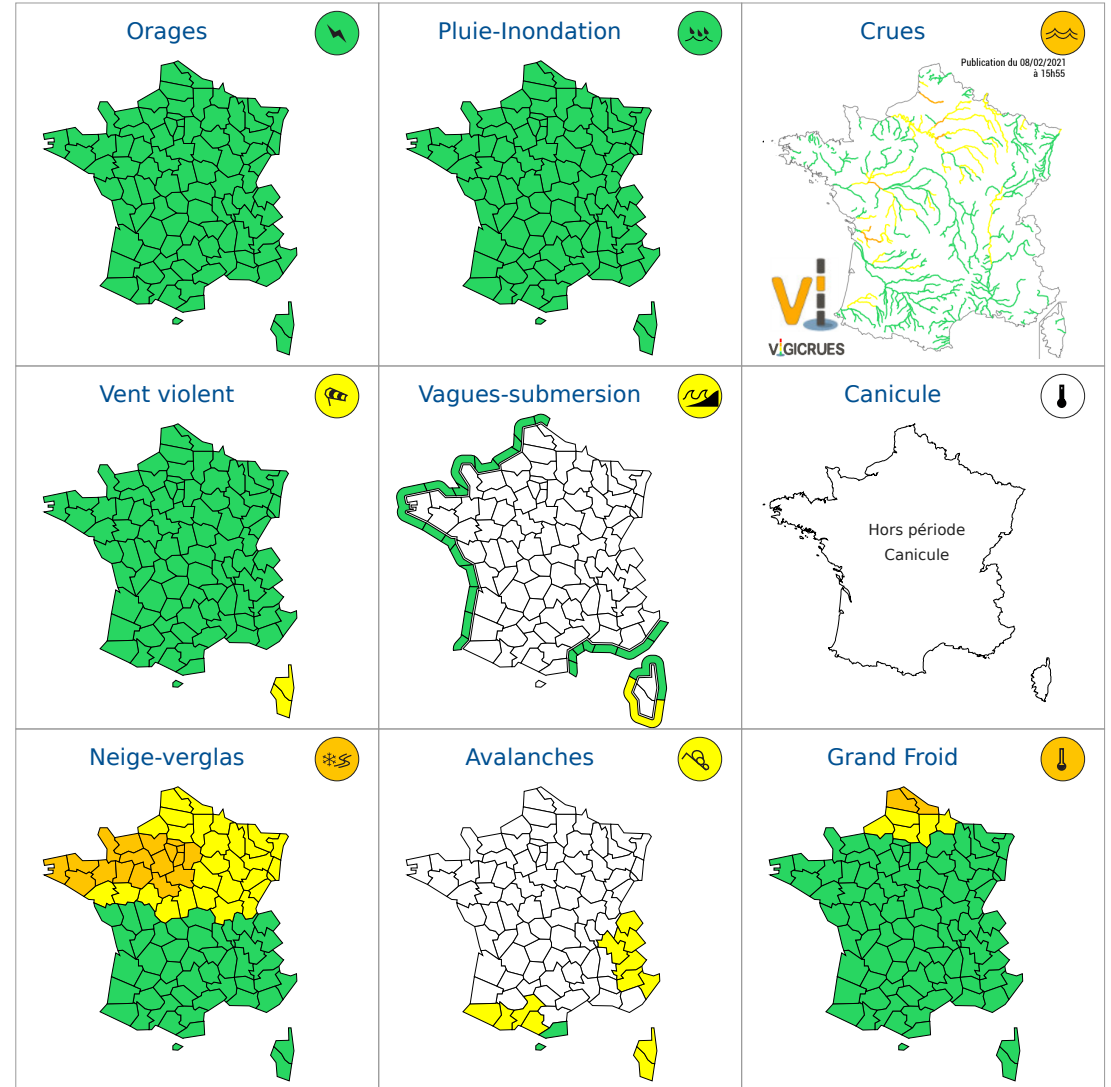 Orages
Pluie-Inondation
Crues
Publication du 08/02/2021
à 15h55
Vi
VIGICRUES
Vent violent
Vagues-submersion
Canicule
Hors période
Canicule
Neige-verglas
Avalanches
Grand Froid